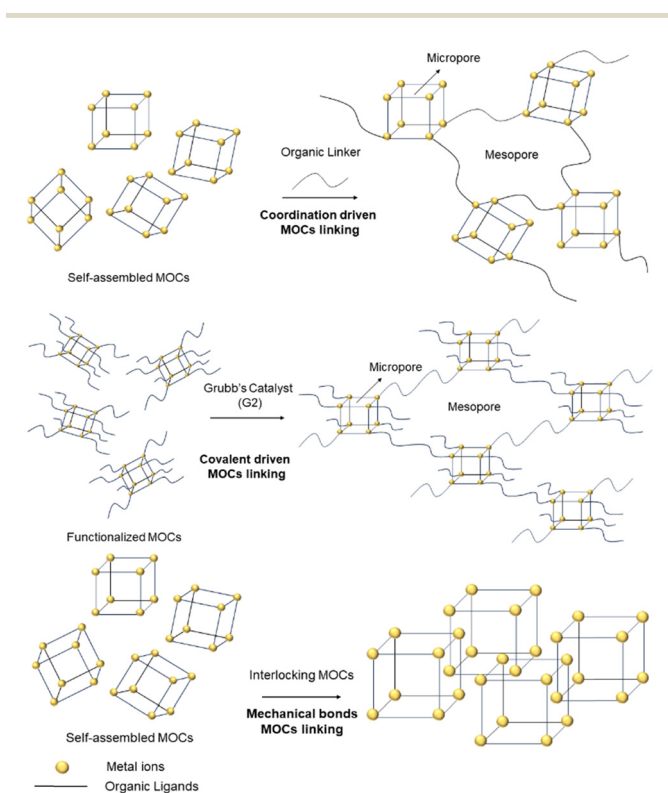 Micropore
Organic Linker
Mesopore
Coordination driven
MOCs linking
Self-assembled MOCs
Micropore
Grubb's Catalyst
(G2)
Mesopore
Covalent driven
MOCs linking
Functionalized MOCs
Interlocking MOCs
Mechanical bonds
MOCs linking
Self-assembled MOCs
Metal ions
Organic Ligands